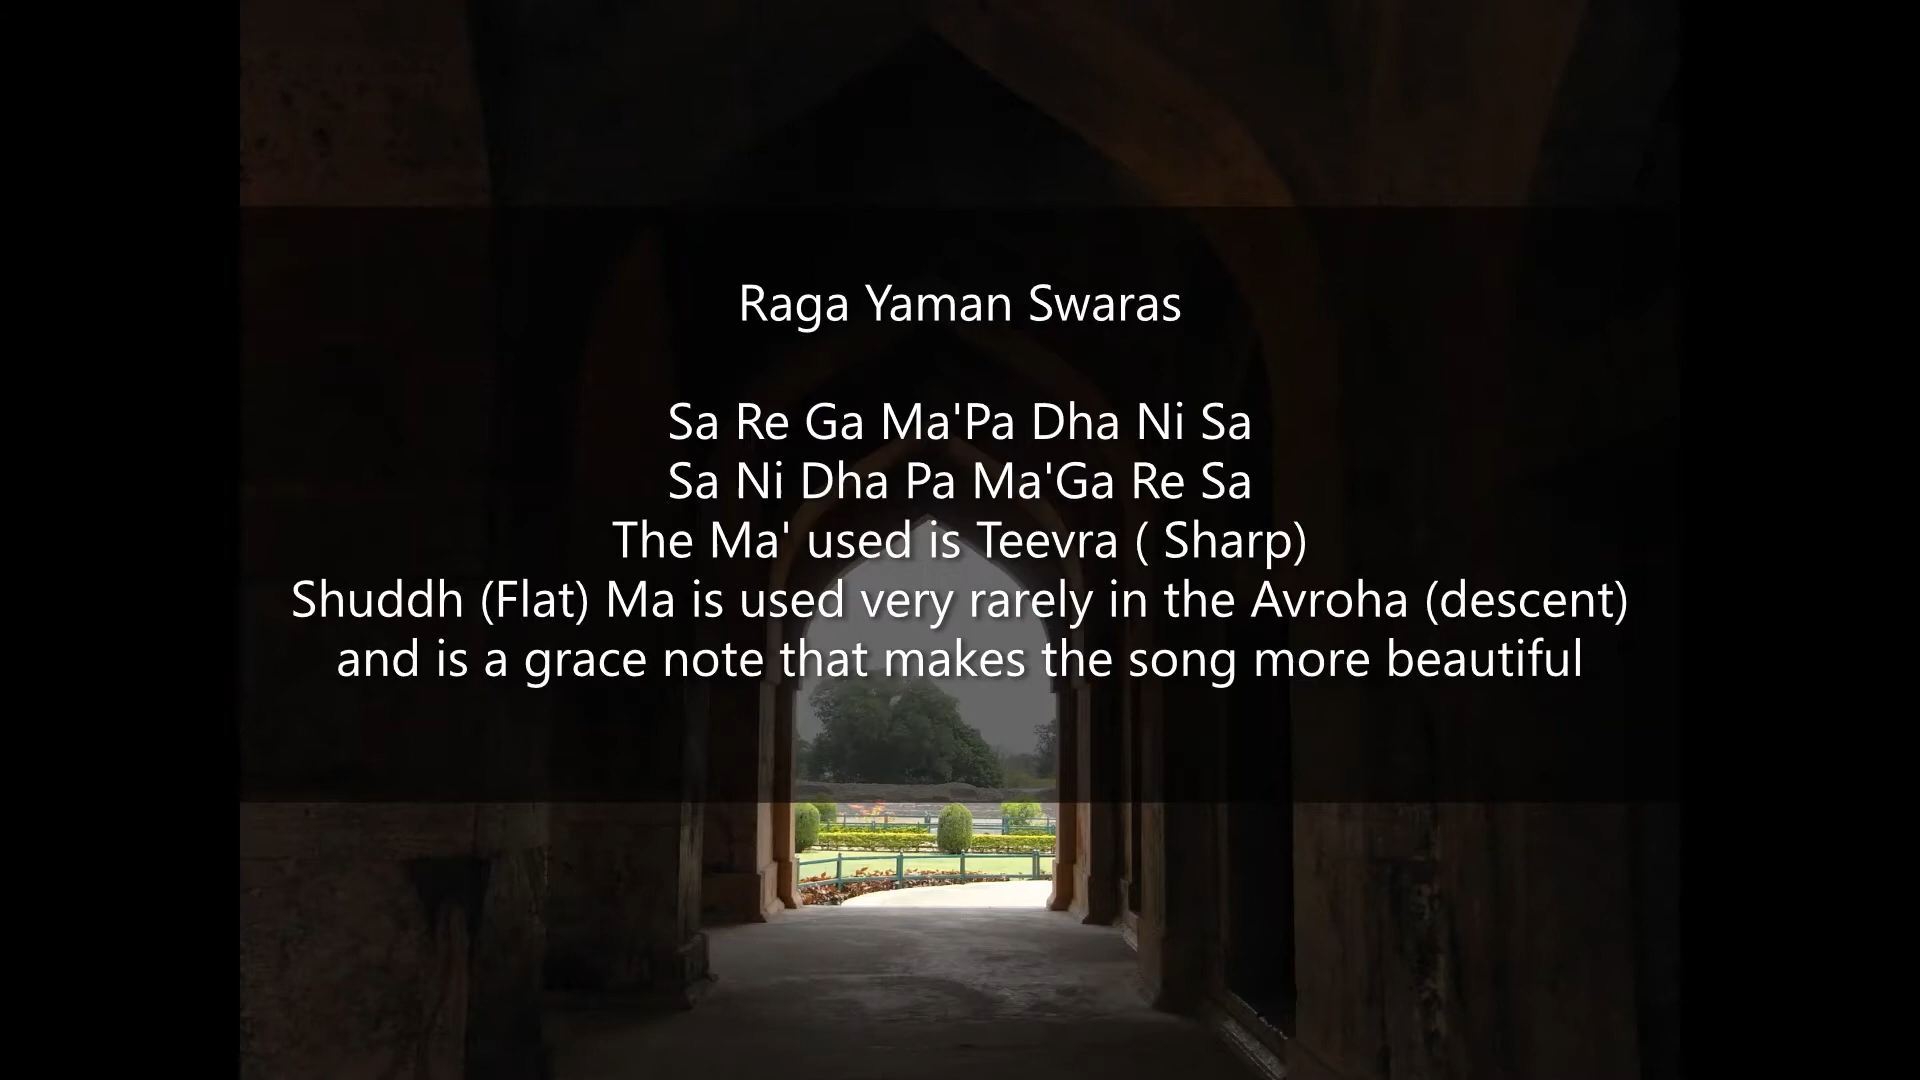 Raga Yaman Swaras
Sa Re Ga Ma'Pa Dha Ni Sa
Sa Ni Dha Pa Ma'Ga Re Sa
The Ma' used is Teevra ( Sharp)
Shuddh (Flat) Ma is used very rarely in the Avroha (descent)
and is a grace note that makes the song more beautiful